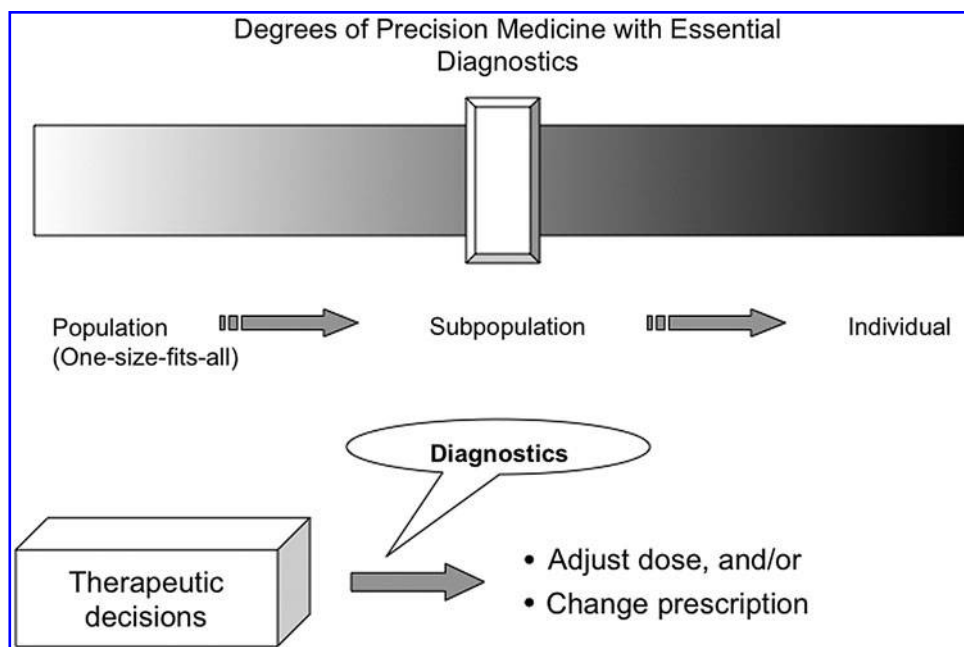 Degrees of Precision Medicine with Essential
Diagnostics
Population
(One-size-fits-all)
Subpopulation
Individual
Diagnostics
Therapeutic
decisions
• Adjust dose, and/or
• Change prescription